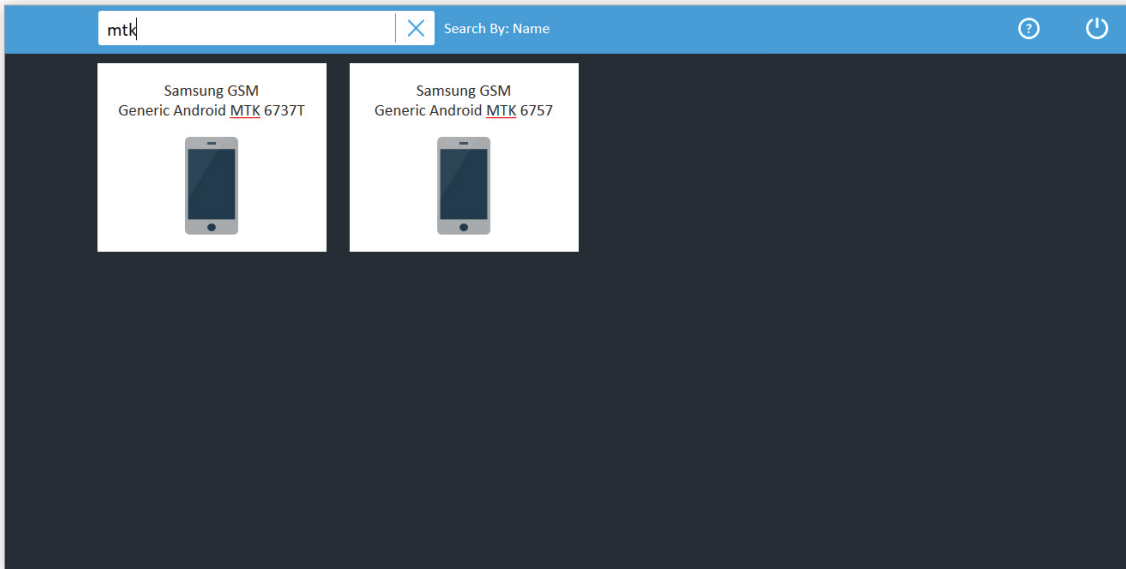 mtk
Search By: Name
?
Samsung GSM
Generic Android MTK 6737T
Samsung GSM
Generic Android MTK 6757